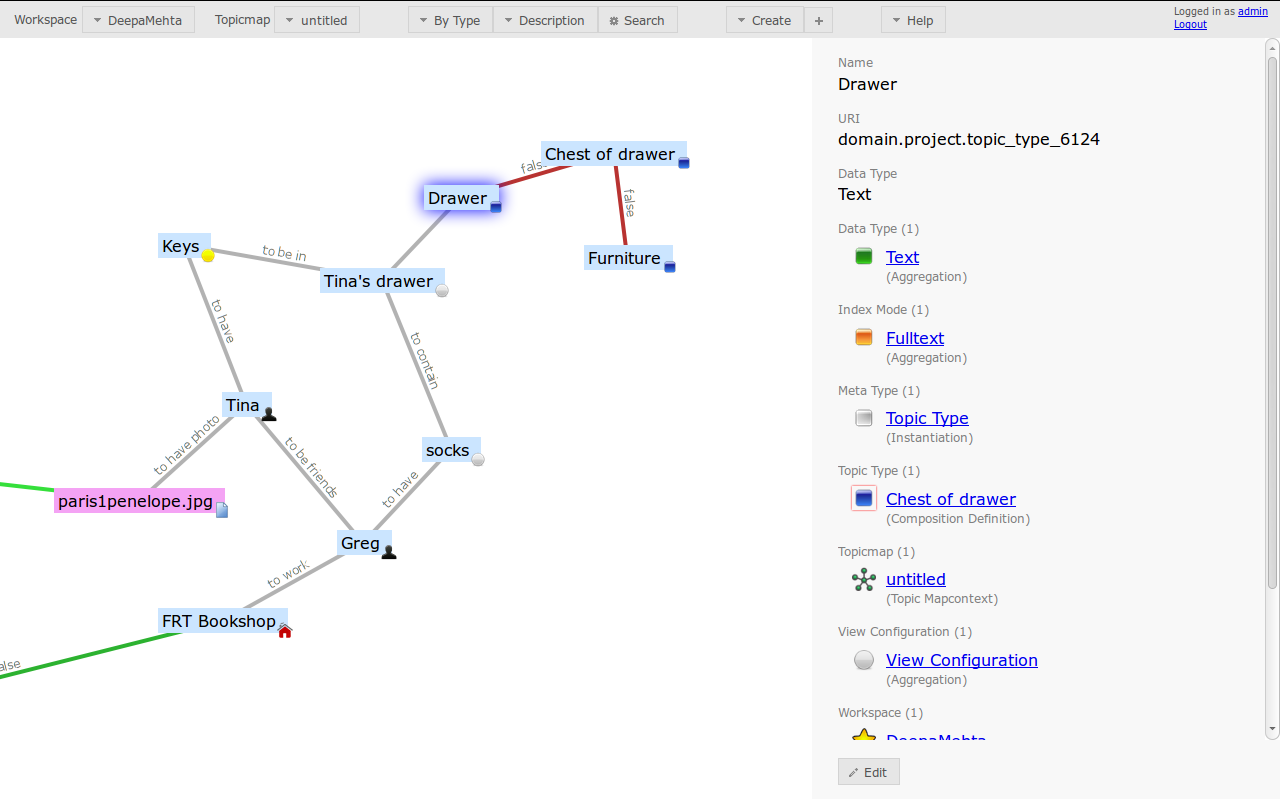 Workspace DeepaMehta Topicmap untitled By Type Description Search Create + Help Logged in as admin
Logout
false
Chest of drawer
Drawer
false
Keys
to be in
Furniture
Tina's drawer
to have
to contain
Tina
to have photo
to be friends
socks
to have
paris1penelope.jpg
Greg
to work
FRT Bookshop
alse
Name
Drawer
URI
domain.project.topic_type_6124
Data Type
Text
Data Type (1)
Text
(Aggregation)
Index Mode (1)
Fulltext
(Aggregation)
Meta Type (1)
Topic Type
(Instantiation)
Topic Type (1)
Chest of drawer
(Composition Definition)
Topicmap (1)
untitled
(Topic Mapcontext)
View Configuration (1)
View Configuration
(Aggregation)
Workspace (1)
DeepaMehta
Edit